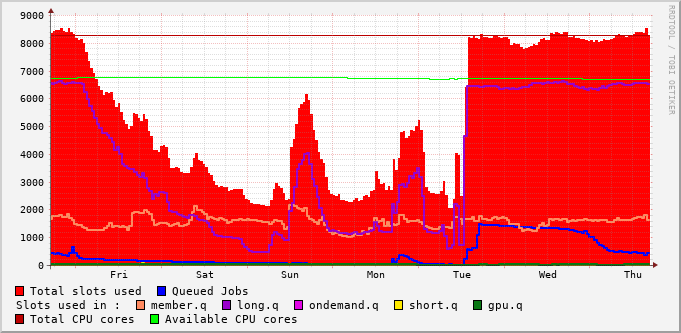 RRDTOOL / TOBI OETIKER
9000
8000
7000
6000
5000
4000
3000
2000
1000
0
Fri Sat Sun Mon Tue Wed Thu
Total slots used Queued Jobs
Slots used in : member.q long.q ondemand.q short.q gpu.q
Total CPU cores Available CPU cores